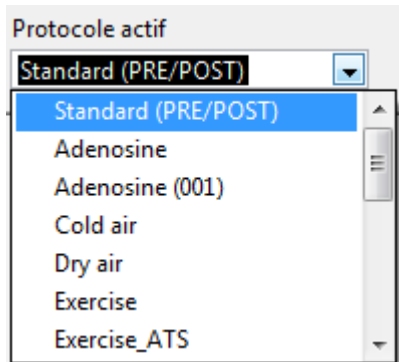 Protocole actif
Standard (PRE/POST)
Standard (PRE/POST)
Adenosine
Adenosine (001)
Cold air
Dry air
Exercise
Exercise_ATS